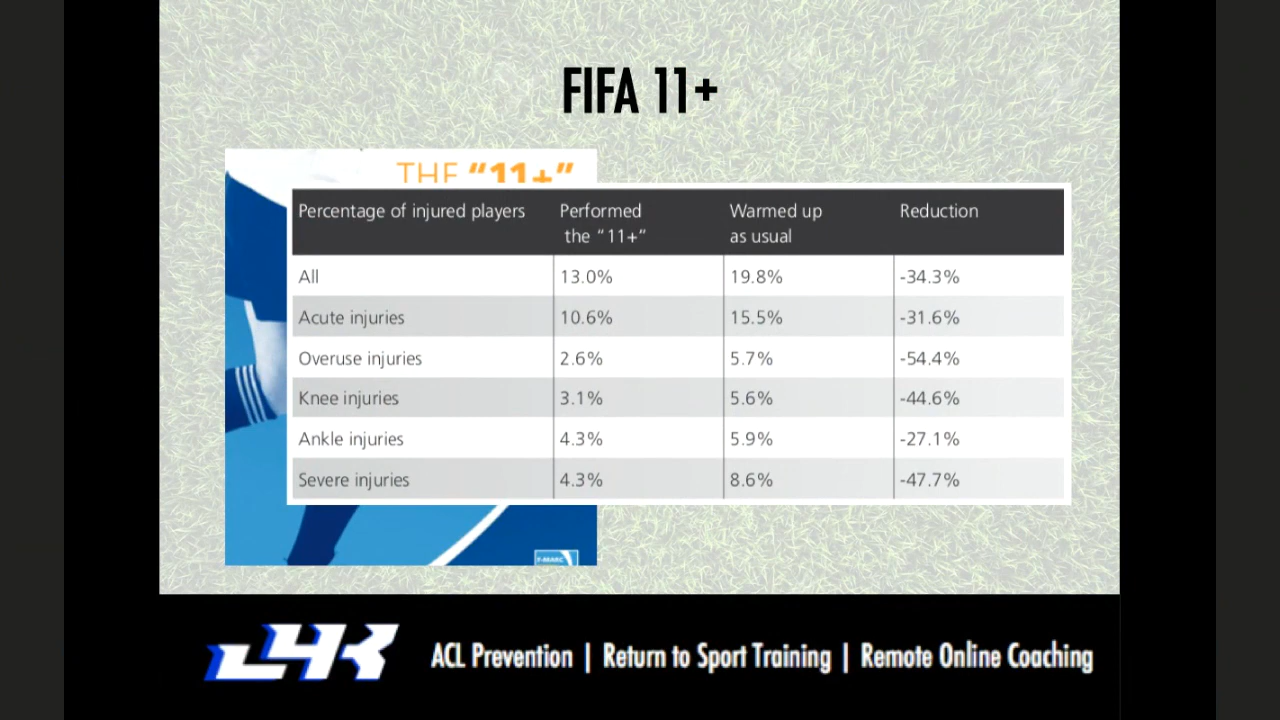 FIFA 11+
THE “11+”
Percentage of injured players Performed the “11+” Warmed up as usual Reduction
All 13.0% 19.8% -34.3%
Acute injuries 10.6% 15.5% -31.6%
Overuse injuries 2.6% 5.7% -54.4%
Knee injuries 3.1% 5.6% -44.6%
Ankle injuries 4.3% 5.9% -27.1%
Severe injuries 4.3% 8.6% -47.7%
F-MARC
L4K ACL Prevention | Return to Sport Training | Remote Online Coaching